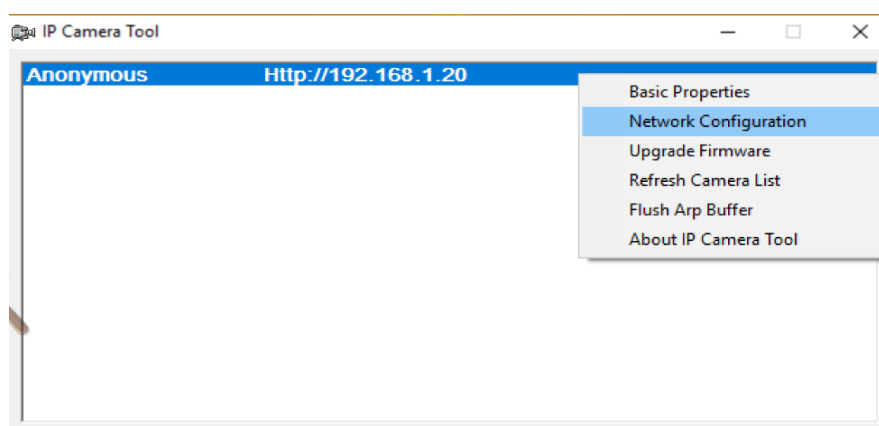 IP Camera Tool
Anonymous Http://192.168.1.20
Basic Properties
Network Configuration
Upgrade Firmware
Refresh Camera List
Flush Arp Buffer
About IP Camera Tool